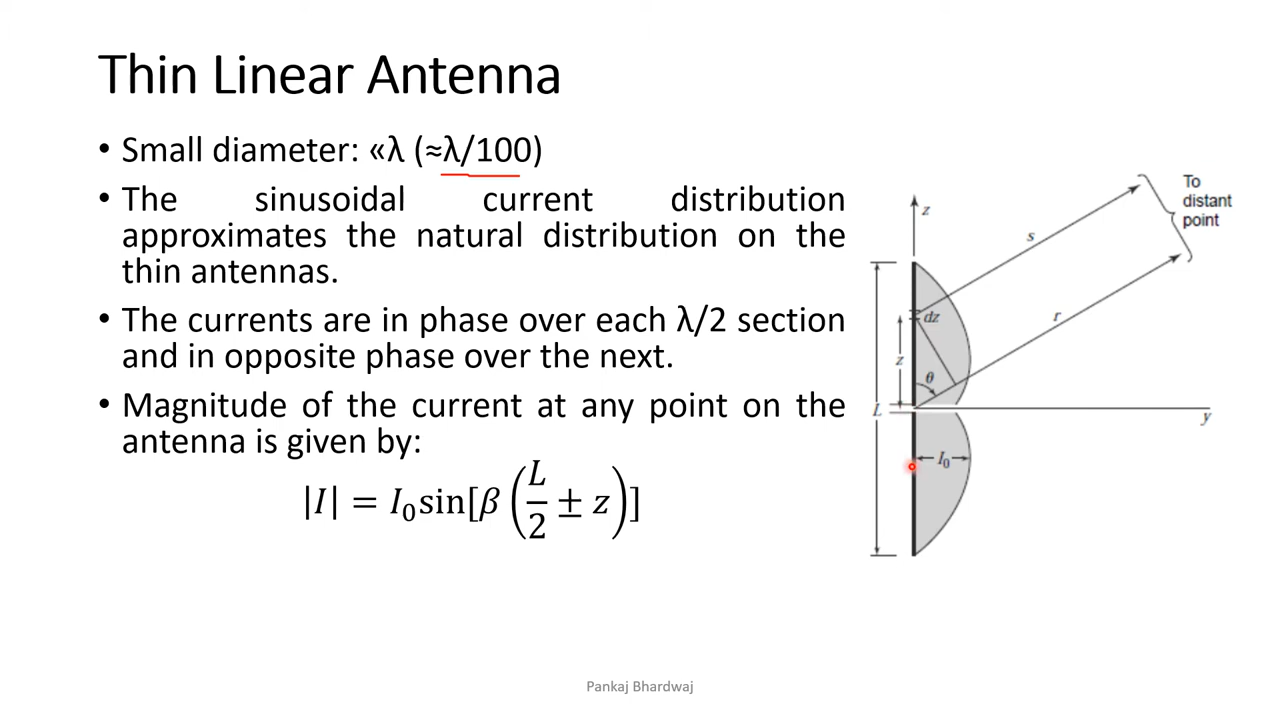 Thin Linear Antenna
• Small diameter: «λ (≈λ/100)
• The sinusoidal current distribution
approximates the natural distribution on the
thin antennas.
• The currents are in phase over each λ/2 section
and in opposite phase over the next.
• Magnitude of the current at any point on the
antenna is given by:
|I| = I₀sin[β(L/2 ± z)]
To
distant
point
z
s
dz
r
z
θ
L
y
I₀
Pankaj Bhardwaj